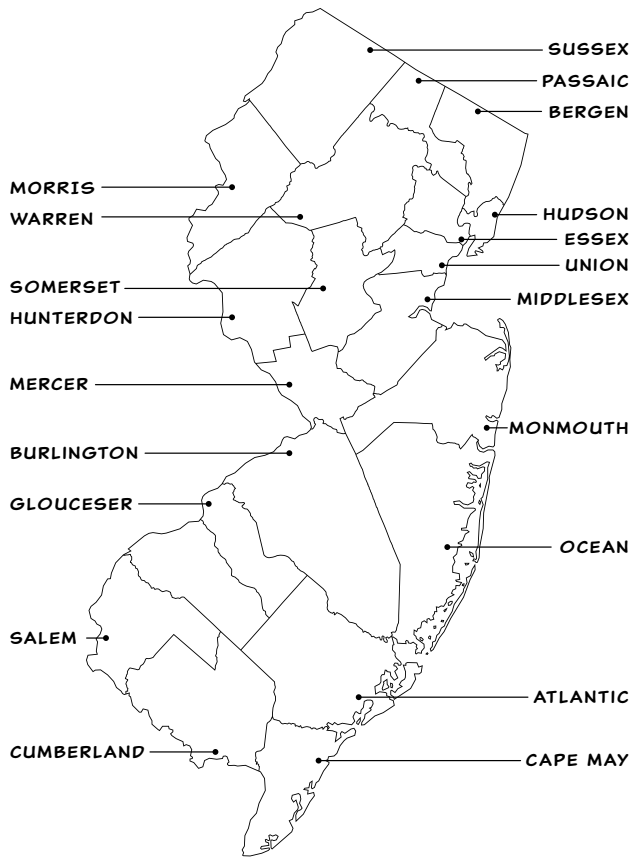 SUSSEX
PASSAIC
BERGEN
MORRIS
WARREN
HUDSON
ESSEX
UNION
SOMERSET
MIDDLESEX
HUNTERDON
MERCER
MONMOUTH
BURLINGTON
GLOUCESER
OCEAN
SALEM
ATLANTIC
CUMBERLAND
CAPE MAY